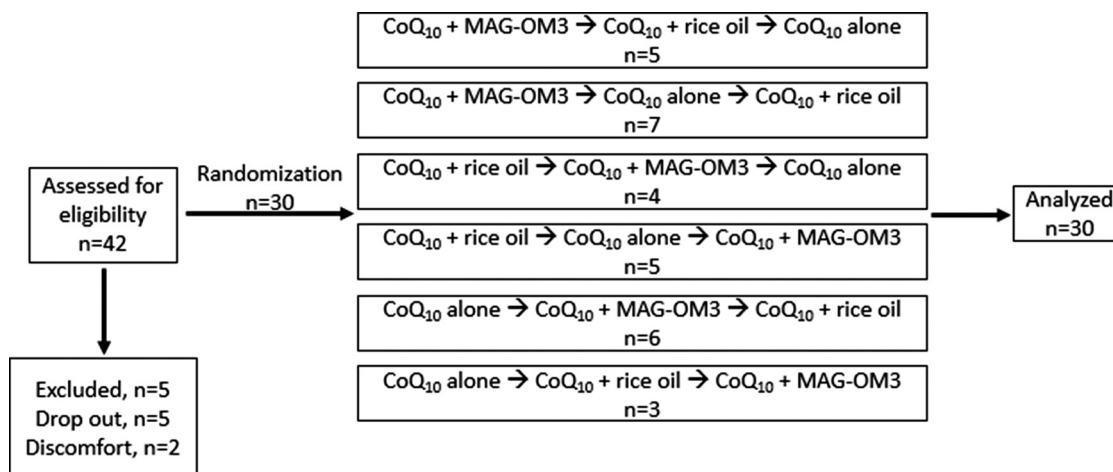 Assessed for
eligibility
n=42
Excluded, n=5
Drop out, n=5
Discomfort, n=2
Randomization
n=30
CoQ₁₀ + MAG-OM3 → CoQ₁₀ + rice oil → CoQ₁₀ alone
n=5
CoQ₁₀ + MAG-OM3 → CoQ₁₀ alone → CoQ₁₀ + rice oil
n=7
CoQ₁₀ + rice oil → CoQ₁₀ + MAG-OM3 → CoQ₁₀ alone
n=4
CoQ₁₀ + rice oil → CoQ₁₀ alone → CoQ₁₀ + MAG-OM3
n=5
CoQ₁₀ alone → CoQ₁₀ + MAG-OM3 → CoQ₁₀ + rice oil
n=6
CoQ₁₀ alone → CoQ₁₀ + rice oil → CoQ₁₀ + MAG-OM3
n=3
Analyzed
n=30